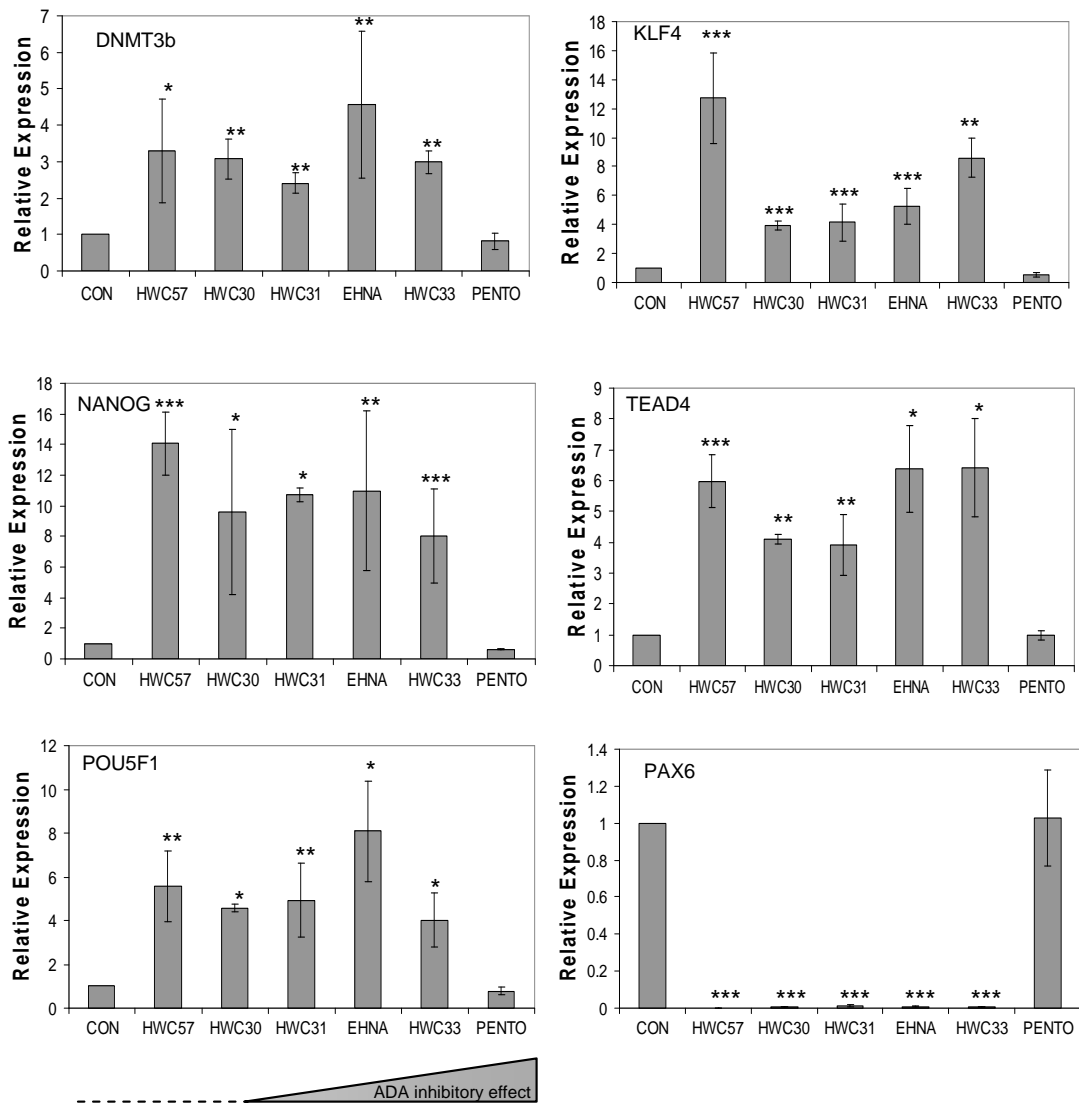 DNMT3b
Relative Expression
7
6
5
4
3
2
1
0
* ** ** ** **
CON HWC57 HWC30 HWC31 EHNA HWC33 PENTO
KLF4
Relative Expression
18
16
14
12
10
8
6
4
2
0
*** *** *** *** **
CON HWC57 HWC30 HWC31 EHNA HWC33 PENTO
NANOG
Relative Expression
18
16
14
12
10
8
6
4
2
0
*** * * ** ***
CON HWC57 HWC30 HWC31 EHNA HWC33 PENTO
TEAD4
Relative Expression
9
8
7
6
5
4
3
2
1
0
*** ** ** * *
CON HWC57 HWC30 HWC31 EHNA HWC33 PENTO
POU5F1
Relative Expression
12
10
8
6
4
2
0
** * ** * *
CON HWC57 HWC30 HWC31 EHNA HWC33 PENTO
PAX6
Relative Expression
1.4
1.2
1
0.8
0.6
0.4
0.2
0
*** *** *** *** ***
CON HWC57 HWC30 HWC31 EHNA HWC33 PENTO
ADA inhibitory effect